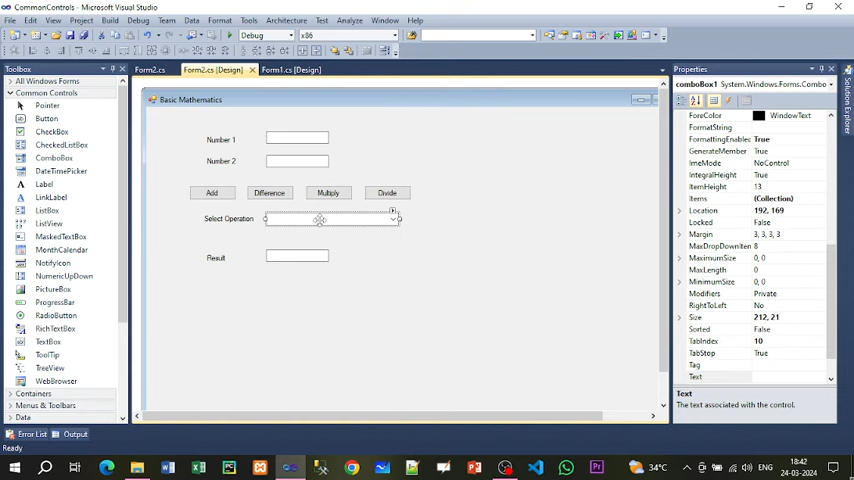 CommonControls - Microsoft Visual Studio
File Edit View Project Build Debug Team Data Format Tools Architecture Test Analyze Window Help
Debug x86
Toolbox
All Windows Forms
Common Controls
Pointer
Button
CheckBox
CheckedListBox
ComboBox
DateTimePicker
Label
LinkLabel
ListBox
ListView
MaskedTextBox
MonthCalendar
NotifyIcon
NumericUpDown
PictureBox
ProgressBar
RadioButton
RichTextBox
TextBox
ToolTip
TreeView
WebBrowser
Containers
Menus & Toolbars
Data
Error List Output
Form2.cs Form2.cs [Design] Form1.cs [Design]
Basic Mathematics
Number 1
Number 2
Add Difference Multiply Divide
Select Operation
Result
Properties
comboBox1 System.Windows.Forms.Combo
ForeColor WindowText
FormatString
FormattingEnabled True
GenerateMember True
ImeMode NoControl
IntegralHeight True
ItemHeight 13
Items (Collection)
Location 192, 169
Locked False
Margin 3, 3, 3, 3
MaxDropDownItem 8
MaximumSize 0, 0
MaxLength 0
MinimumSize 0, 0
Modifiers Private
RightToLeft No
Size 212, 21
Sorted False
TabIndex 10
TabStop True
Tag
Text
Text
The text associated with the control.
Solution Explorer
Ready
34°C ENG 18:42
24-03-2024